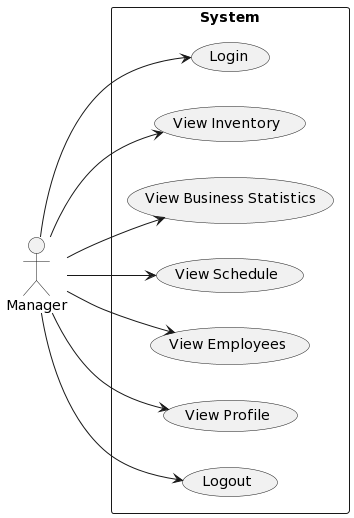 System
Login
View Inventory
View Business Statistics
View Schedule
Manager
View Employees
View Profile
Logout